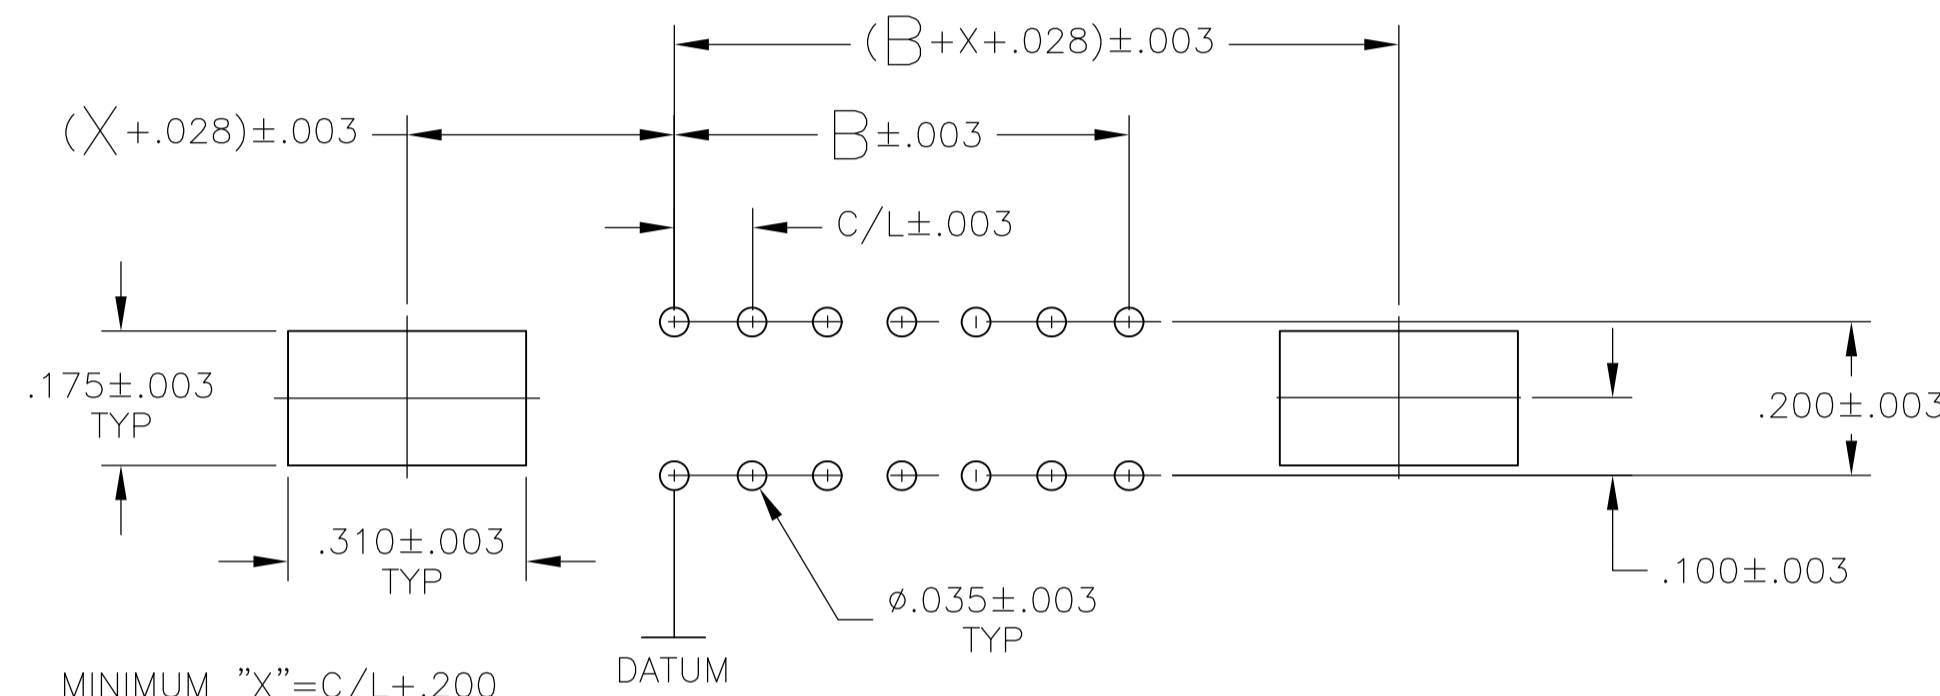 (B+X+.028)±.003
(X+.028)±.003
B±.003
C/L±.003
.175±.003
TYP
.200±.003
.310±.003
TYP
.100±.003
Ø.035±.003
TYP
DATUM
MINIMUM "X"=C/L+.200